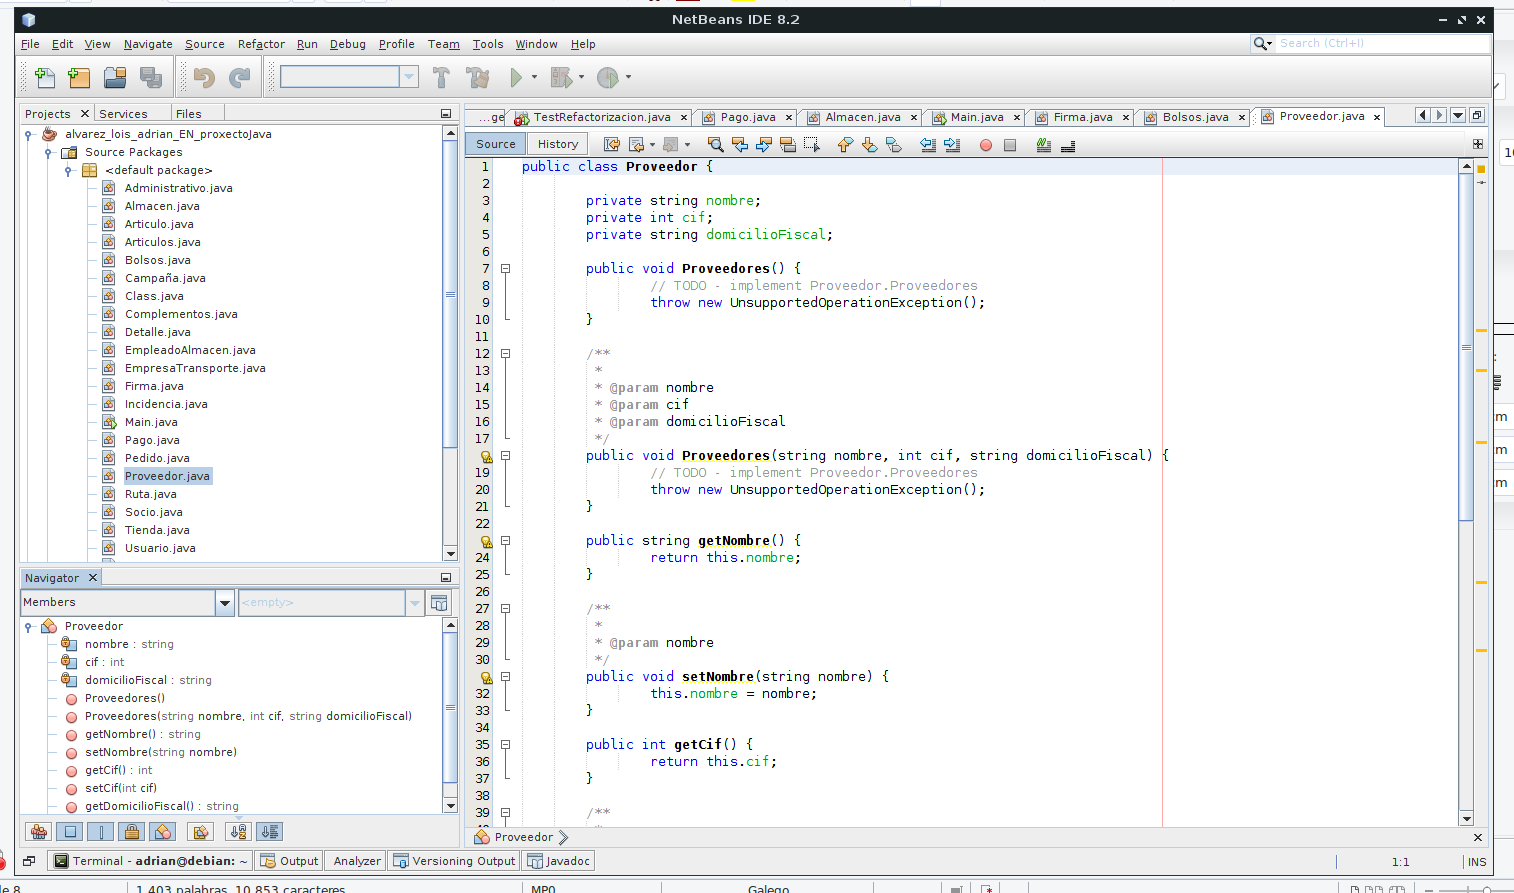 NetBeans IDE 8.2
File Edit View Navigate Source Refactor Run Debug Profile Team Tools Window Help
Search (Ctrl+I)
Projects Services Files
alvarez_lois_adrian_EN_proxectoJava
Source Packages
<default package>
Administrativo.java
Almacen.java
Articulo.java
Articulos.java
Bolsos.java
Campaña.java
Class.java
Complementos.java
Detalle.java
EmpleadoAlmacen.java
EmpresaTransporte.java
Firma.java
Incidencia.java
Main.java
Pago.java
Pedido.java
Proveedor.java
Ruta.java
Socio.java
Tienda.java
Usuario.java
Navigator
Members <empty>
Proveedor
nombre : string
cif : int
domicilioFiscal : string
Proveedores()
Proveedores(string nombre, int cif, string domicilioFiscal)
getNombre() : string
setNombre(string nombre)
getCif() : int
setCif(int cif)
getDomicilioFiscal() : string
...ge TestRefactorizacion.java Pago.java Almacen.java Main.java Firma.java Bolsos.java Proveedor.java
Source History
1 public class Proveedor {
2
3 private string nombre;
4 private int cif;
5 private string domicilioFiscal;
6
7 public void Proveedores() {
8 // TODO - implement Proveedor.Proveedores
9 throw new UnsupportedOperationException();
10 }
11
12 /**
13 *
14 * @param nombre
15 * @param cif
16 * @param domicilioFiscal
17 */
public void Proveedores(string nombre, int cif, string domicilioFiscal) {
19 // TODO - implement Proveedor.Proveedores
20 throw new UnsupportedOperationException();
21 }
22
public string getNombre() {
24 return this.nombre;
25 }
26
27 /**
28 *
29 * @param nombre
30 */
public void setNombre(string nombre) {
32 this.nombre = nombre;
33 }
34
35 public int getCif() {
36 return this.cif;
37 }
38
39 /**
Proveedor
Terminal - adrian@debian: ~ Output Analyzer Versioning Output Javadoc
1:1 INS
de 8 1.403 palabras, 10.853 caracteres MP0 Galego